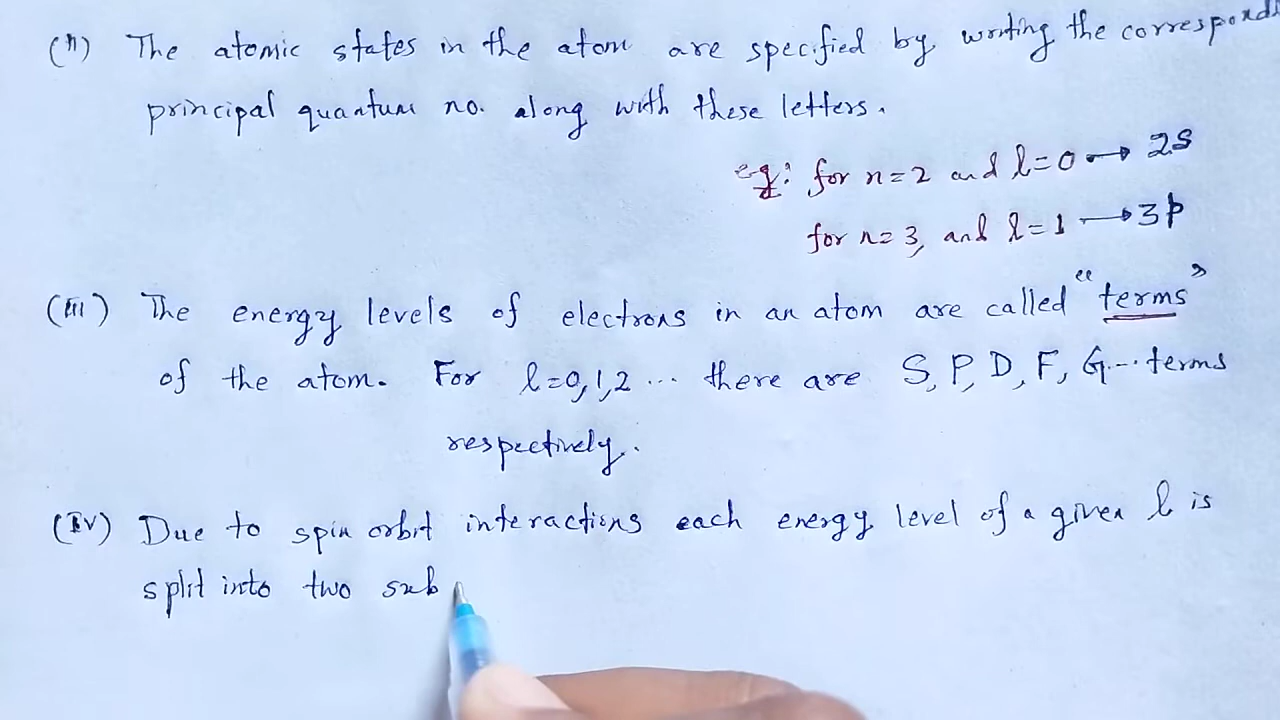 (ii) The atomic states in the atom are specified by writing the correspondi
principal quantum no. along with these letters.
eg: for n=2 and l=0 → 2s
for n=3, and l=1 → 3p
(iii) The energy levels of electrons in an atom are called "terms"
of the atom. For l=0,1,2 ... there are S, P, D, F, G... terms
respectively.
(iv) Due to spin orbit interactions each energy level of a given l is
split into two sub